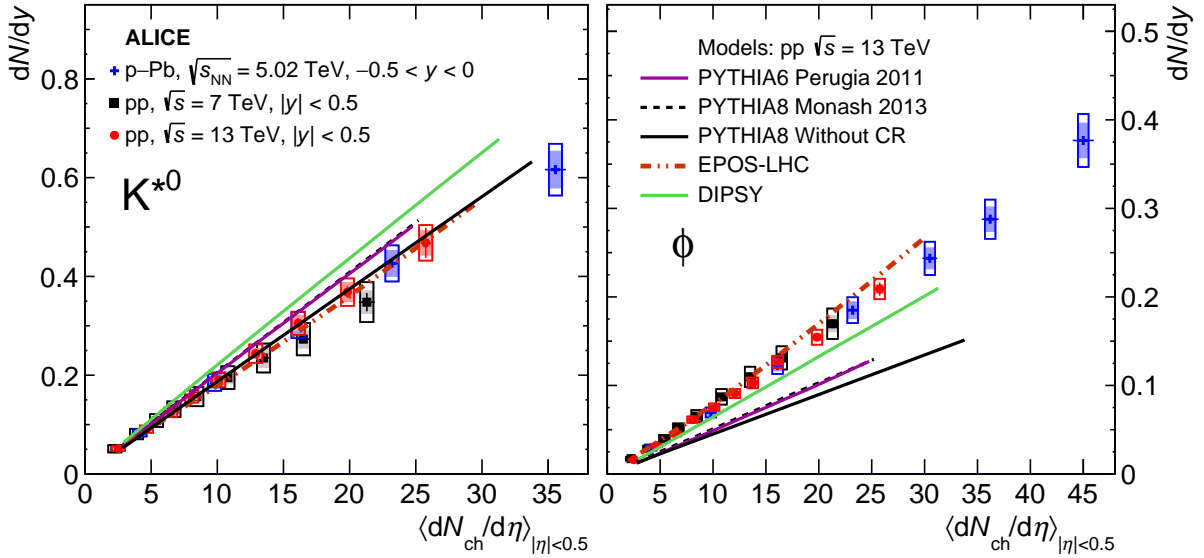 dN/dy
ALICE
p–Pb, √sNN = 5.02 TeV, −0.5 < y < 0
pp, √s = 7 TeV, |y| < 0.5
pp, √s = 13 TeV, |y| < 0.5
K*0
0.8
0.6
0.4
0.2
0
0 5 10 15 20 25 30 35
⟨dNch/dη⟩|η|<0.5
Models: pp √s = 13 TeV
PYTHIA6 Perugia 2011
PYTHIA8 Monash 2013
PYTHIA8 Without CR
EPOS-LHC
DIPSY
ϕ
dN/dy
0.5
0.4
0.3
0.2
0.1
0
0 5 10 15 20 25 30 35 40 45
⟨dNch/dη⟩|η|<0.5